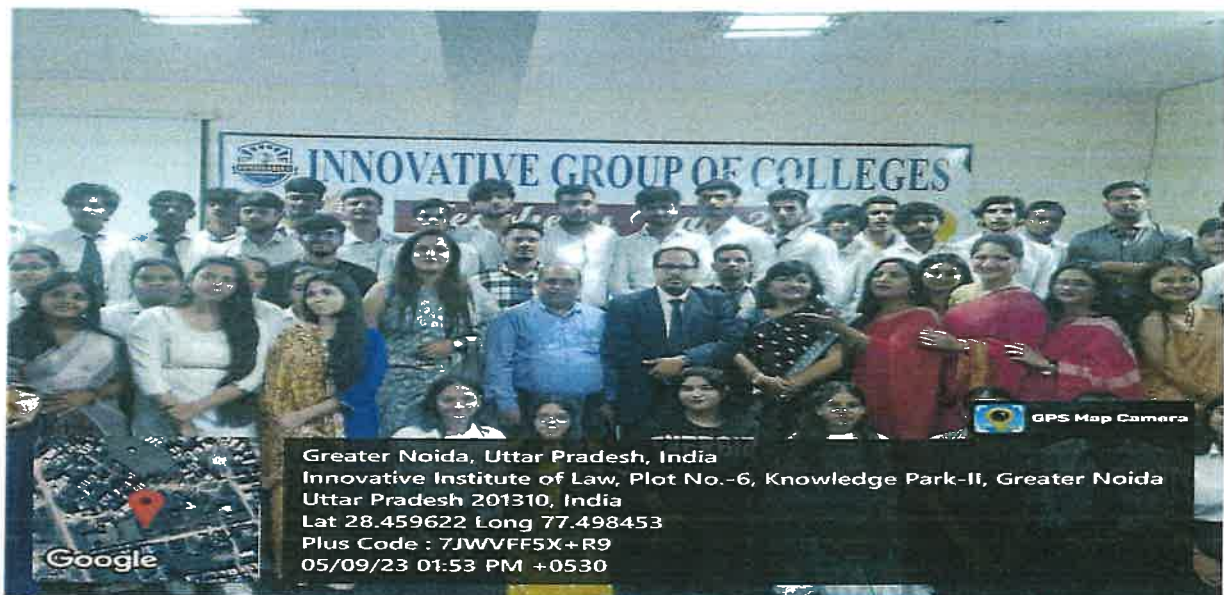 INNOVATIVE GROUP OF COLLEGES
GPS Map Camera
Greater Noida, Uttar Pradesh, India
Innovative Institute of Law, Plot No.-6, Knowledge Park-II, Greater Noida
Uttar Pradesh 201310, India
Lat 28.459622 Long 77.498453
Plus Code : 7JWVFF5X+R9
05/09/23 01:53 PM +0530
Google